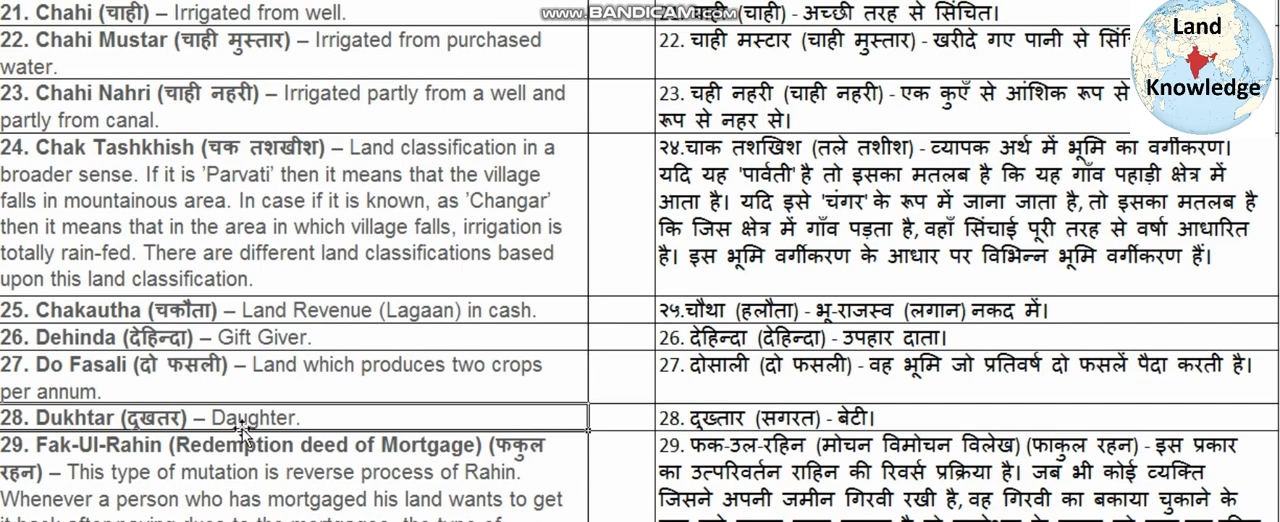 www.BANDICAM.com
Land
Knowledge
21. Chahi (चाही) – Irrigated from well.
22. Chahi Mustar (चाही मुस्तार) – Irrigated from purchased
water.
23. Chahi Nahri (चाही नहरी) – Irrigated partly from a well and
partly from canal.
24. Chak Tashkhish (चक तशखीश) – Land classification in a
broader sense. If it is 'Parvati' then it means that the village
falls in mountainous area. In case if it is known, as 'Changar'
then it means that in the area in which village falls, irrigation is
totally rain-fed. There are different land classifications based
upon this land classification.
25. Chakautha (चकौता) – Land Revenue (Lagaan) in cash.
26. Dehinda (देहिन्दा) – Gift Giver.
27. Do Fasali (दो फसली) – Land which produces two crops
per annum.
28. Dukhtar (दूखतर) – Daughter.
29. Fak-Ul-Rahin (Redemption deed of Mortgage) (फकुल
रहन) – This type of mutation is reverse process of Rahin.
Whenever a person who has mortgaged his land wants to get
(चाही) - अच्छी तरह से सिंचित।
22. चाही मस्टार (चाही मुस्तार) - खरीदे गए पानी से
23. चही नहरी (चाही नहरी) - एक कुएँ से आंशिक रूप से
रूप से नहर से।
२४.चाक तशखिश (तले तशीश) - व्यापक अर्थ में भूमि का वर्गीकरण।
यदि यह 'पार्वती' है तो इसका मतलब है कि यह गाँव पहाड़ी क्षेत्र में
आता है। यदि इसे 'चंगर' के रूप में जाना जाता है, तो इसका मतलब है
कि जिस क्षेत्र में गाँव पड़ता है, वहाँ सिंचाई पूरी तरह से वर्षा आधारित
है। इस भूमि वर्गीकरण के आधार पर विभिन्न भूमि वर्गीकरण हैं।
२५.चौथा (हलौता) - भू-राजस्व (लगान) नकद में।
26. देहिन्दा (देहिन्दा) - उपहार दाता।
27. दोसाली (दो फसली) - वह भूमि जो प्रतिवर्ष दो फसलें पैदा करती है।
28. दूख्तार (सगरत) - बेटी।
29. फक-उल-रहिन (मोचन विमोचन विलेख) (फाकुल रहन) - इस प्रकार
का उत्परिवर्तन राहिन की रिवर्स प्रक्रिया है। जब भी कोई व्यक्ति
जिसने अपनी जमीन गिरवी रखी है, वह गिरवी का बकाया चुकाने के